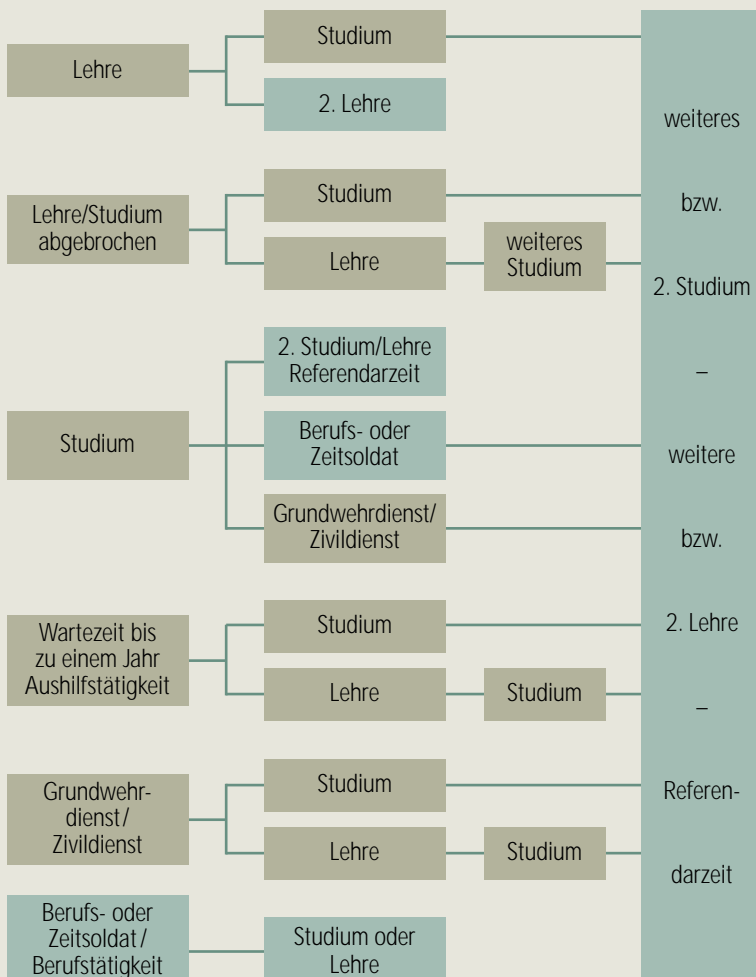 Lehre
Studium
2. Lehre
Lehre/Studium
abgebrochen
Studium
Lehre
weiteres
Studium
Studium
2. Studium/Lehre
Referendarzeit
Berufs- oder
Zeitsoldat
Grundwehrdienst/
Zivildienst
Wartezeit bis
zu einem Jahr
Aushilfstätigkeit
Studium
Lehre
Studium
Grundwehr-
dienst/
Zivildienst
Studium
Lehre
Studium
Berufs- oder
Zeitsoldat/
Berufstätigkeit
Studium oder
Lehre
weiteres
bzw.
2. Studium
–
weitere
bzw.
2. Lehre
–
Referen-
darzeit